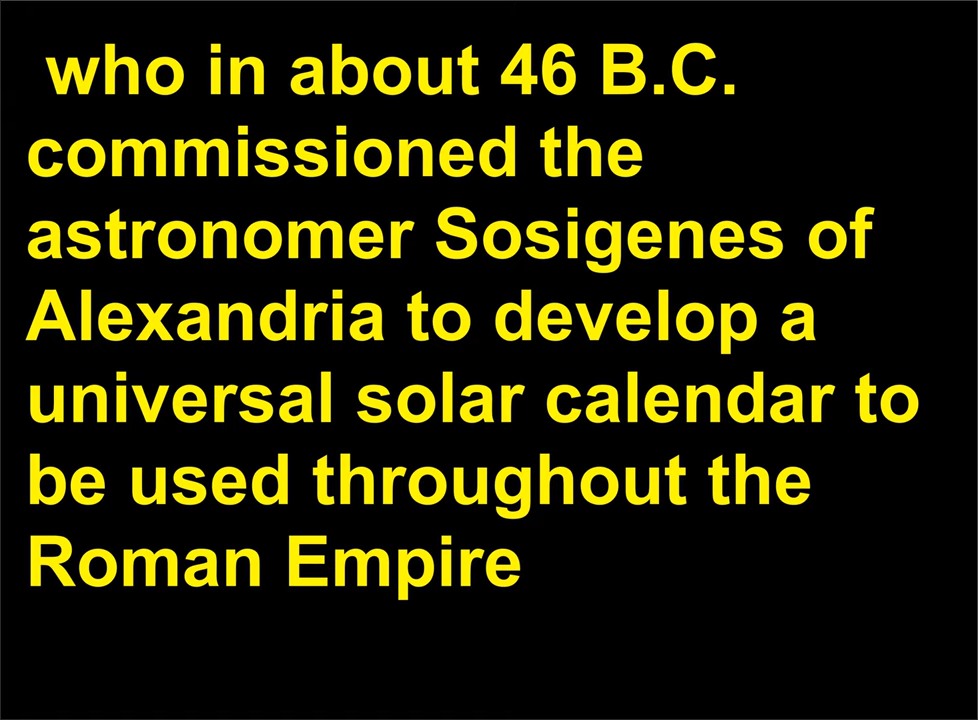 who in about 46 B.C.
commissioned the
astronomer Sosigenes of
Alexandria to develop a
universal solar calendar to
be used throughout the
Roman Empire